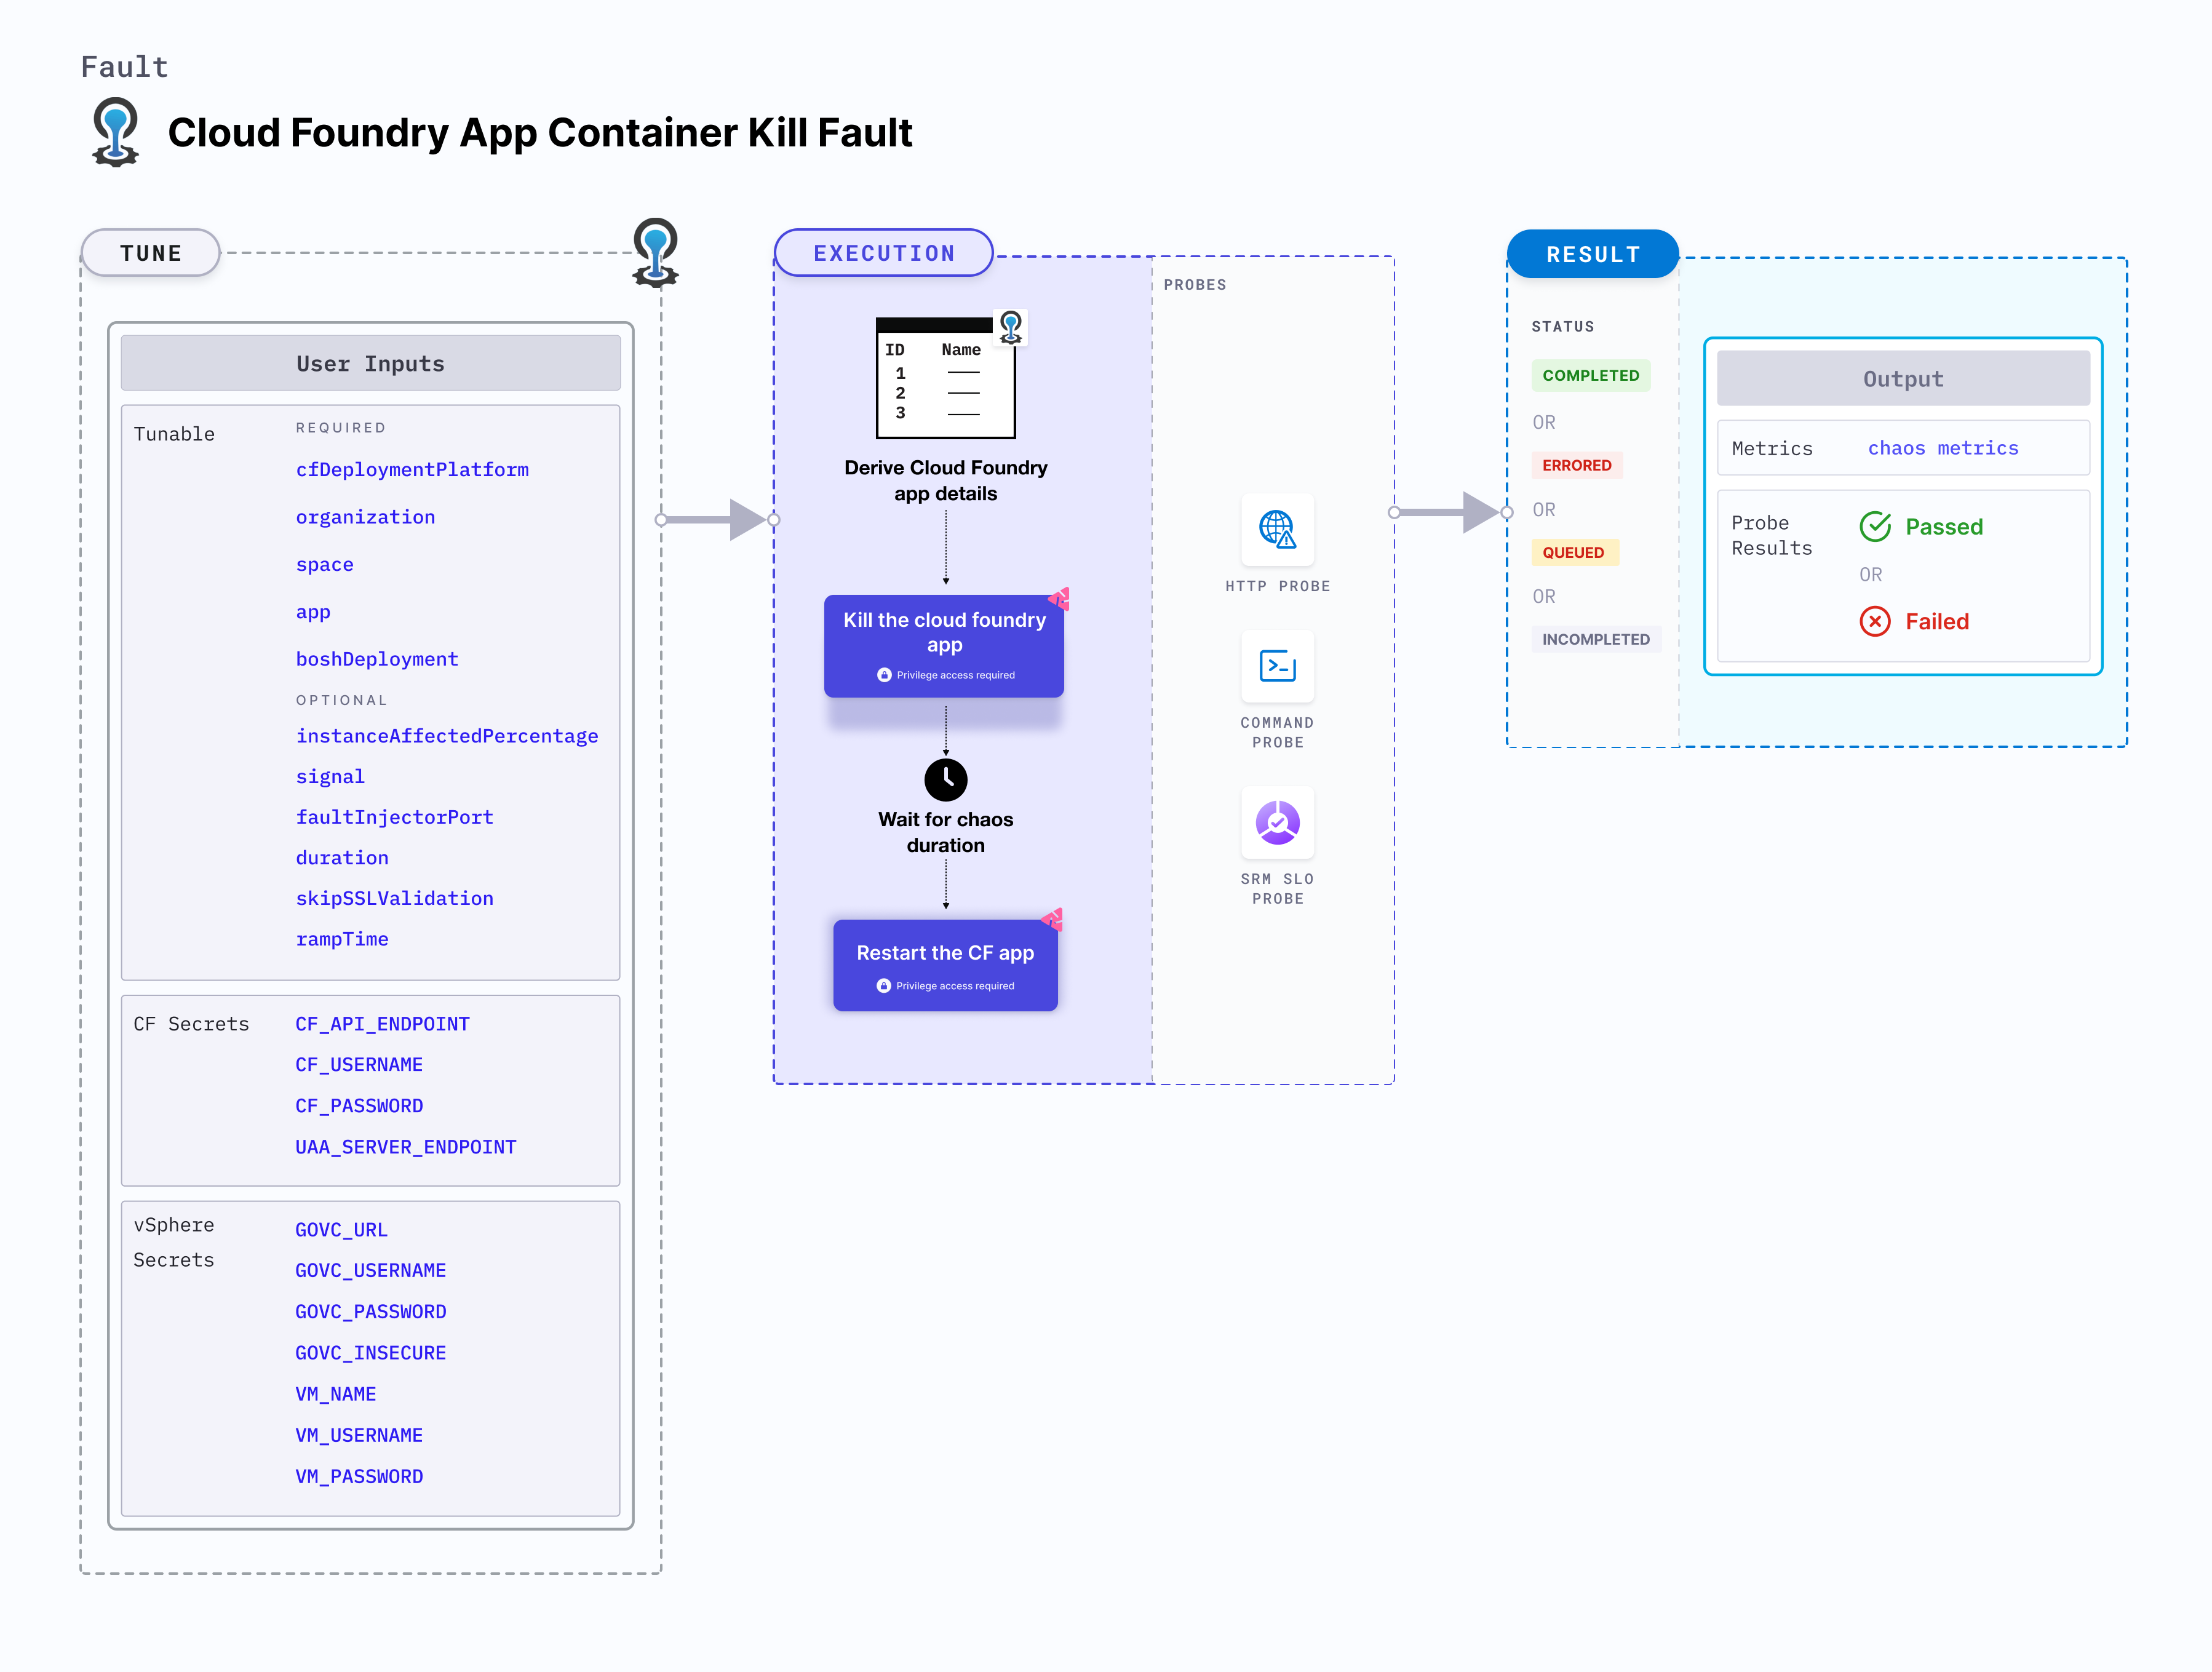 Fault
Cloud Foundry App Container Kill Fault
TUNE
User Inputs
Tunable
REQUIRED
cfDeploymentPlatform
organization
space
app
boshDeployment
OPTIONAL
instanceAffectedPercentage
signal
faultInjectorPort
duration
skipSSLValidation
rampTime
CF Secrets
CF_API_ENDPOINT
CF_USERNAME
CF_PASSWORD
UAA_SERVER_ENDPOINT
vSphere
Secrets
GOVC_URL
GOVC_USERNAME
GOVC_PASSWORD
GOVC_INSECURE
VM_NAME
VM_USERNAME
VM_PASSWORD
EXECUTION
ID Name
1
2
3
Derive Cloud Foundry
app details
Kill the cloud foundry
app
Privilege access required
Wait for chaos
duration
Restart the CF app
Privilege access required
PROBES
HTTP PROBE
COMMAND
PROBE
SRM SLO
PROBE
RESULT
STATUS
COMPLETED
OR
ERRORED
OR
QUEUED
OR
INCOMPLETED
Output
Metrics
chaos metrics
Probe
Results
Passed
OR
Failed